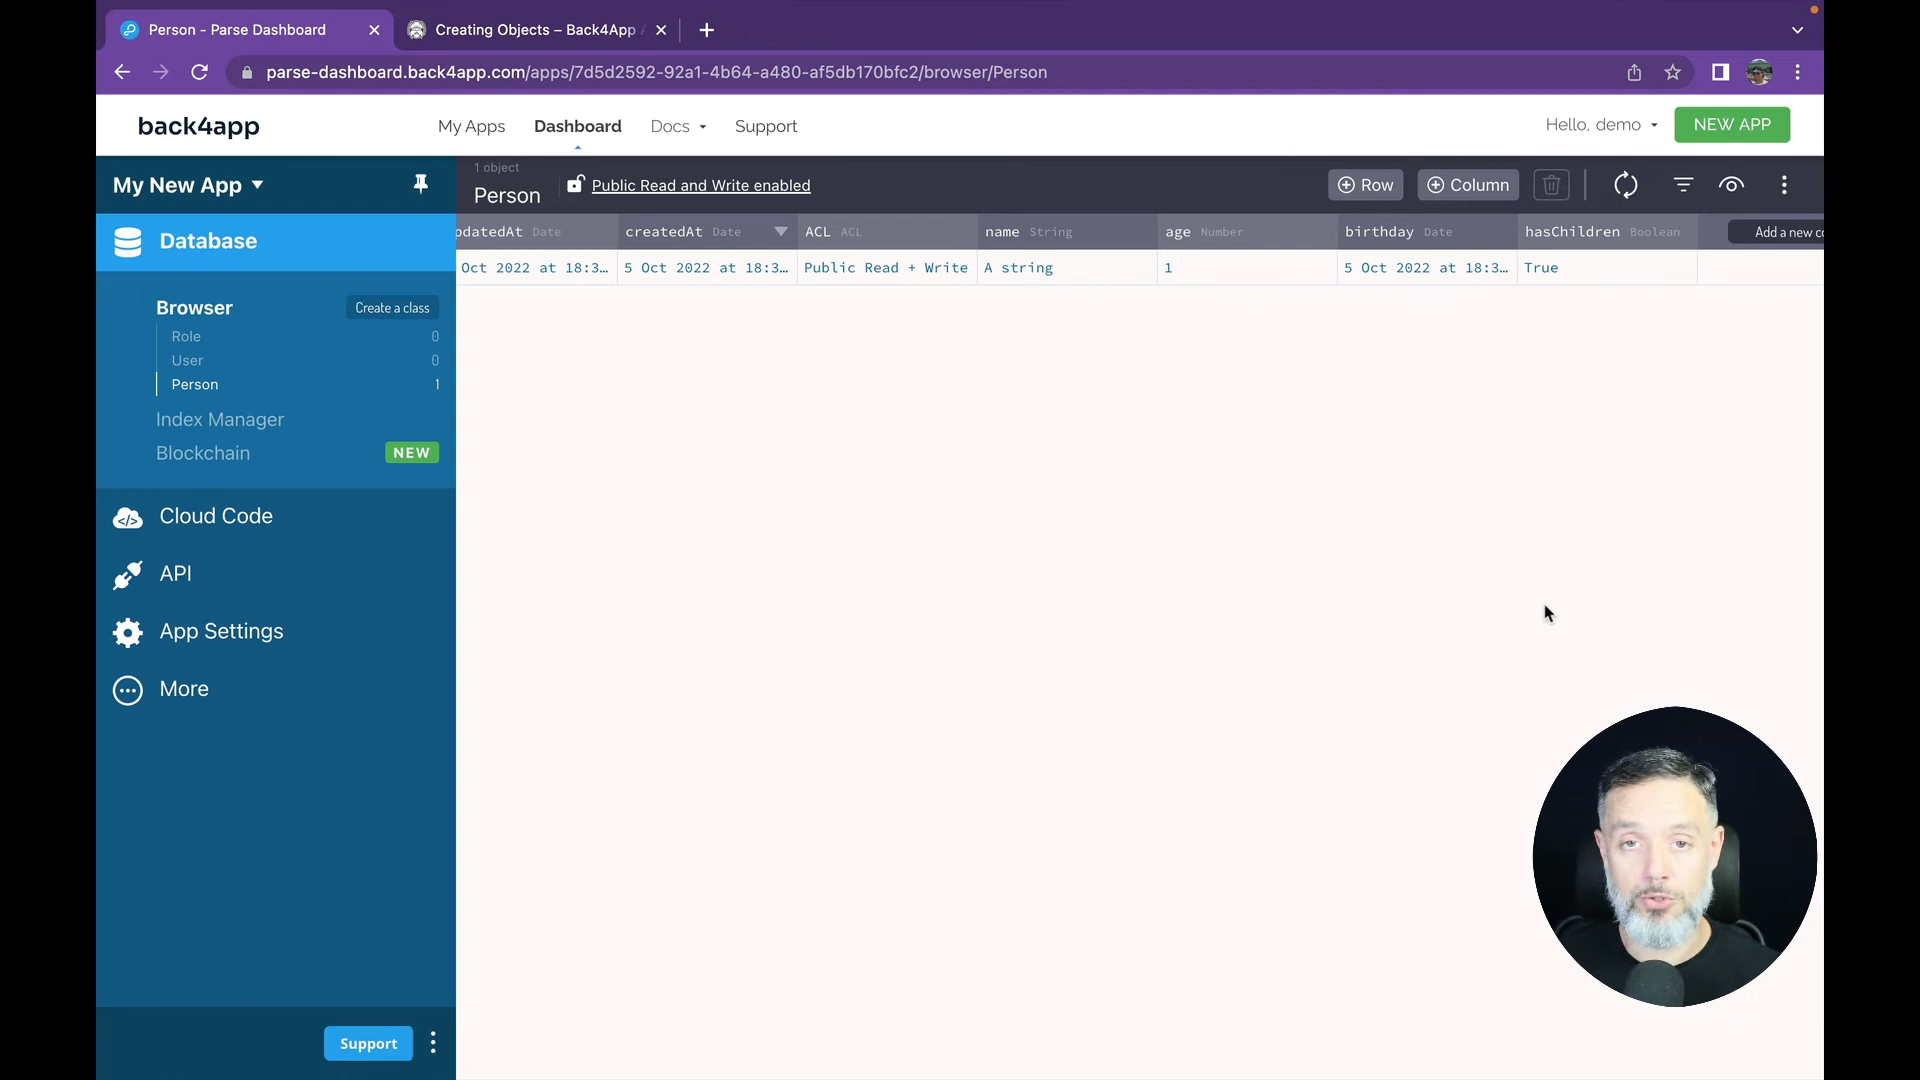 Person - Parse Dashboard
Creating Objects – Back4App
parse-dashboard.back4app.com/apps/7d5d2592-92a1-4b64-a480-af5db170bfc2/browser/Person
back4app
My Apps
Dashboard
Docs
Support
Hello, demo
NEW APP
My New App
1 object
Person
Public Read and Write enabled
Row
Column
Database
pdatedAt Date
createdAt Date
ACL ACL
name String
age Number
birthday Date
hasChildren Boolean
Add a new co
Oct 2022 at 18:3...
5 Oct 2022 at 18:3...
Public Read + Write
A string
1
5 Oct 2022 at 18:3...
True
Browser
Create a class
Role 0
User 0
Person 1
Index Manager
Blockchain NEW
Cloud Code
API
App Settings
More
Support